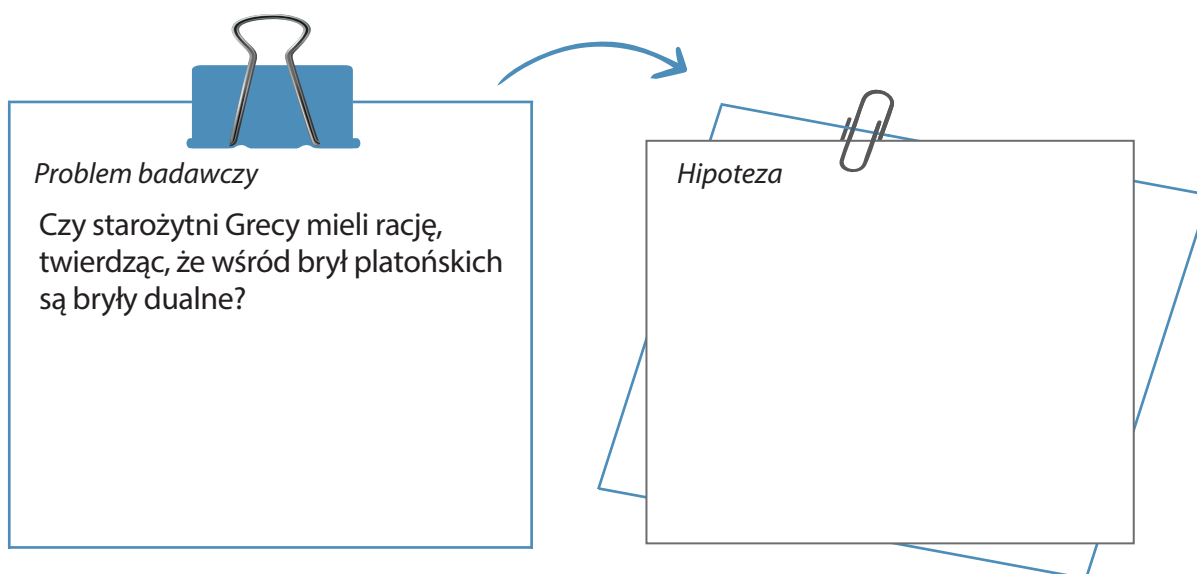 Problem badawczy
Czy starożytni Grecy mieli rację,
twierdząc, że wśród brył platońskich
są bryły dualne?
Hipoteza